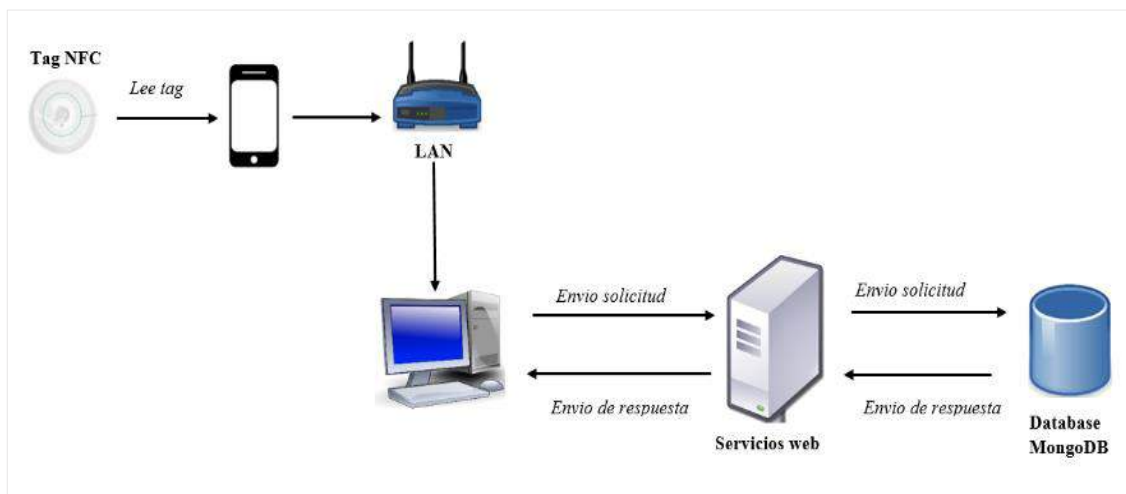 Tag NFC
Lee tag
LAN
Envio solicitud
Envio solicitud
Envio de respuesta
Envio de respuesta
Servicios web
Database
MongoDB